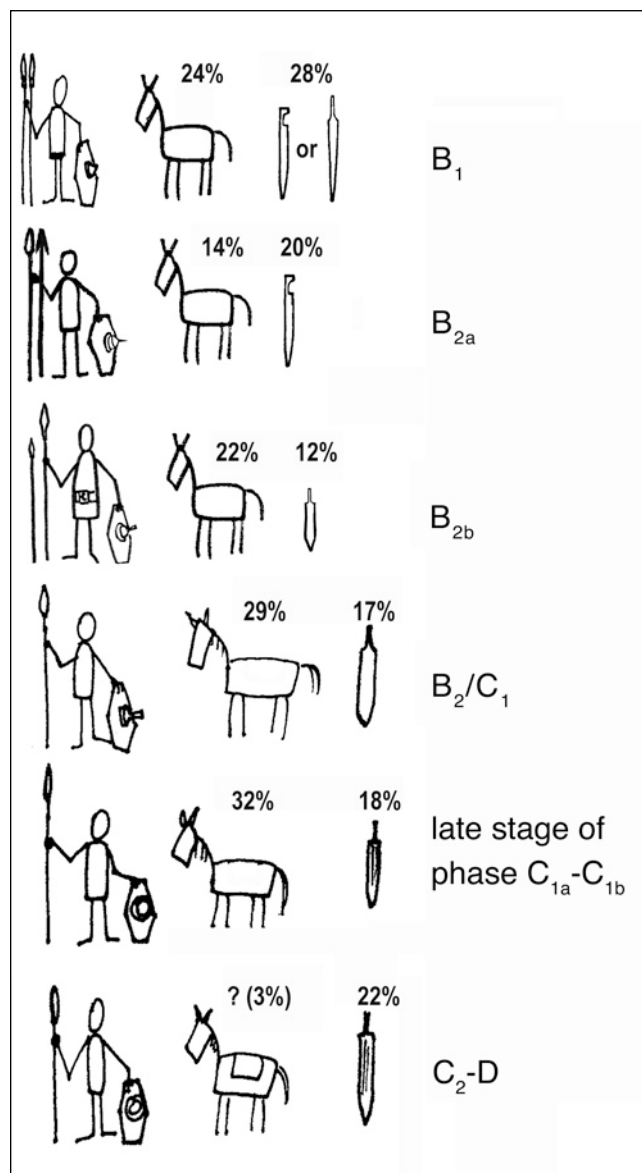 24% 28%
or
B₁
14% 20%
B₂ₐ
22% 12%
B₂b
29% 17%
B₂/C₁
32% 18%
late stage of
phase C₁ₐ-C₁b
? (3%) 22%
C₂-D